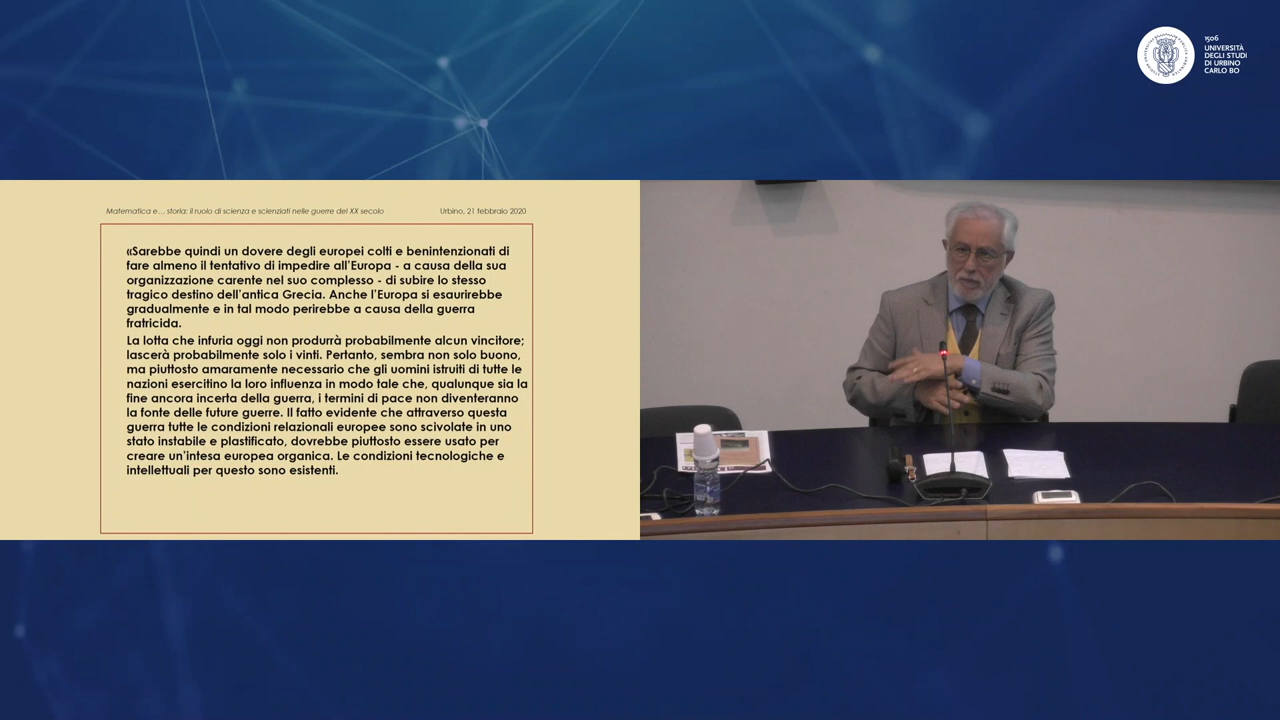 1506
UNIVERSITÀ
DEGLI STUDI
DI URBINO
CARLO BO
Matematica e... storia: il ruolo di scienza e scienziati nelle guerre del XX secolo
Urbino, 21 febbraio 2020
«Sarebbe quindi un dovere degli europei colti e benintenzionati di
fare almeno il tentativo di impedire all'Europa - a causa della sua
organizzazione carente nel suo complesso - di subire lo stesso
tragico destino dell'antica Grecia. Anche l'Europa si esaurirebbe
gradualmente e in tal modo perirebbe a causa della guerra
fratricida.
La lotta che infuria oggi non produrrà probabilmente alcun vincitore;
lascerà probabilmente solo i vinti. Pertanto, sembra non solo buono,
ma piuttosto amaramente necessario che gli uomini istruiti di tutte le
nazioni esercitino la loro influenza in modo tale che, qualunque sia la
fine ancora incerta della guerra, i termini di pace non diventeranno
la fonte delle future guerre. Il fatto evidente che attraverso questa
guerra tutte le condizioni relazionali europee sono scivolate in uno
stato instabile e plastificato, dovrebbe piuttosto essere usato per
creare un'intesa europea organica. Le condizioni tecnologiche e
intellettuali per questo sono esistenti.